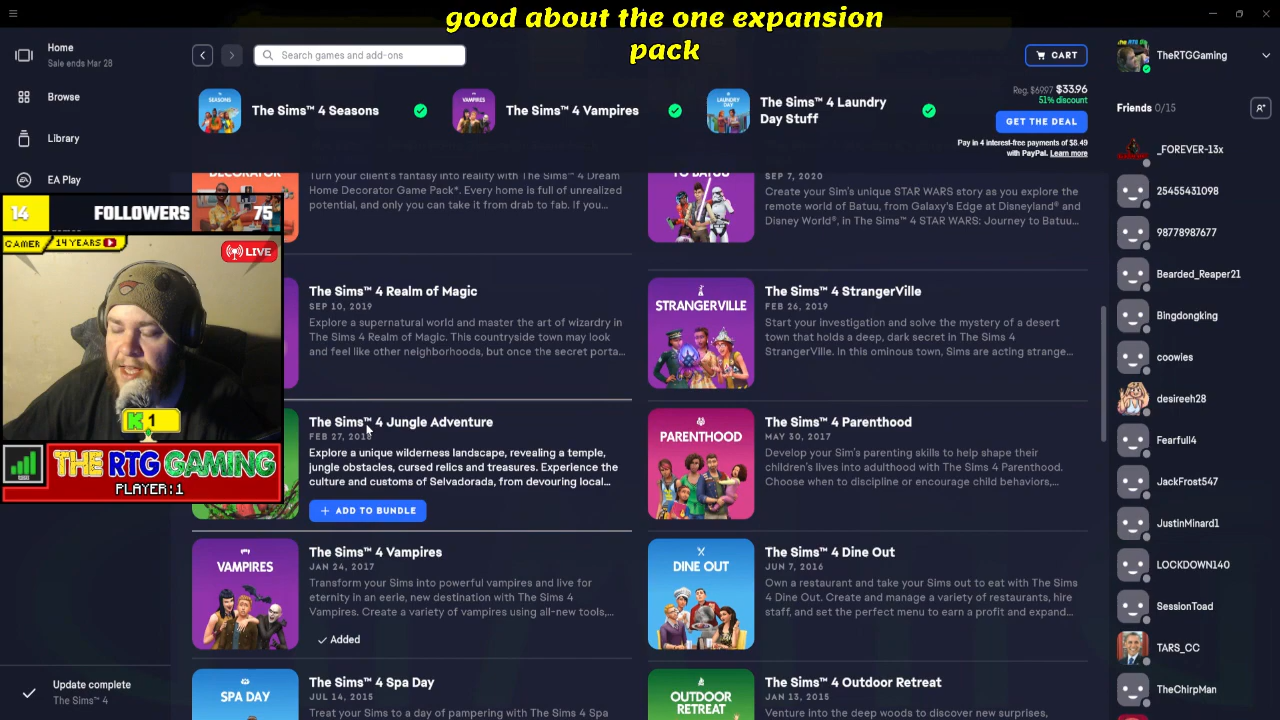 good about the one expansion
pack
Home
Sale ends Mar 28
Search games and add-ons
CART
TheRTGGaming
Browse
Library
EA Play
SEASONS
The Sims™ 4 Seasons
VAMPIRES
The Sims™ 4 Vampires
LAUNDRY DAY
The Sims™ 4 Laundry
Day Stuff
Reg. $69.97 $33.96
51% discount
GET THE DEAL
Pay in 4 interest-free payments of $8.49
with PayPal. Learn more
Friends 0/15
_FOREVER-13x
25455431098
98778987677
Bearded_Reaper21
Bingdongking
coowies
desireeh28
Fearful4
JackFrost547
JustinMinard1
LOCKDOWN140
SessionToad
TARS_CC
TheChirpMan
14 FOLLOWERS 75
GAMER 14 YEARS
LIVE
K 1
THE RTG GAMING
PLAYER:1
DECORATOR
Turn your client's fantasy into reality with The Sims™ 4 Dream
Home Decorator Game Pack*. Every home is full of unrealized
potential, and only you can take it from drab to fab. If you...
TO BATUU
SEP 7, 2020
Create your Sim's unique STAR WARS story as you explore the
remote world of Batuu, from Galaxy's Edge at Disneyland® and
Disney World®, in The Sims™ 4 STAR WARS: Journey to Batuu...
The Sims™ 4 Realm of Magic
SEP 10, 2019
Explore a supernatural world and master the art of wizardry in
The Sims 4 Realm of Magic. This countryside town may look
and feel like other neighborhoods, but once the secret porta...
STRANGERVILLE
The Sims™ 4 StrangerVille
FEB 26, 2019
Start your investigation and solve the mystery of a desert
town that holds a deep, dark secret in The Sims 4
StrangerVille. In this ominous town, Sims are acting strange...
The Sims™ 4 Jungle Adventure
FEB 27, 2018
Explore a unique wilderness landscape, revealing a temple,
jungle obstacles, cursed relics and treasures. Experience the
culture and customs of Selvadorada, from devouring local...
+ ADD TO BUNDLE
PARENTHOOD
The Sims™ 4 Parenthood
MAY 30, 2017
Develop your Sim's parenting skills to help shape their
children's lives into adulthood with The Sims 4 Parenthood.
Choose when to discipline or encourage child behaviors,...
VAMPIRES
The Sims™ 4 Vampires
JAN 24, 2017
Transform your Sims into powerful vampires and live for
eternity in an eerie, new destination with The Sims 4
Vampires. Create a variety of vampires using all-new tools,...
Added
DINE OUT
The Sims™ 4 Dine Out
JUN 7, 2016
Own a restaurant and take your Sims out to eat with The Sims
4 Dine Out. Create and manage a variety of restaurants, hire
staff, and set the perfect menu to earn a profit and expand...
SPA DAY
The Sims™ 4 Spa Day
JUL 14, 2015
Treat your Sims to a day of pampering with The Sims 4 Spa
OUTDOOR
RETREAT
The Sims™ 4 Outdoor Retreat
JAN 13, 2015
Venture into the deep woods to discover new surprises,
Update complete
The Sims™ 4